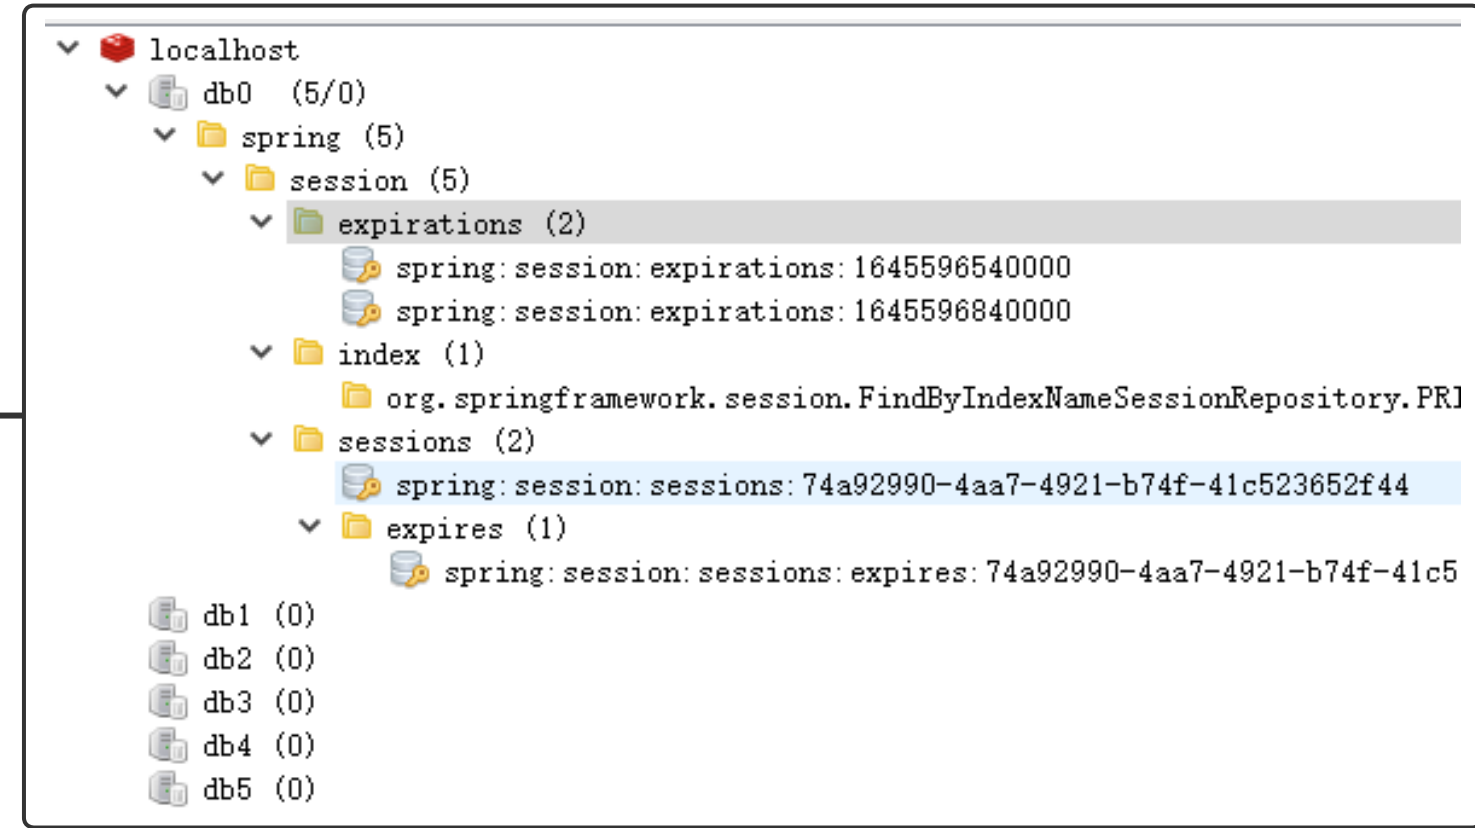 localhost
db0 (5/0)
spring (5)
session (5)
expirations (2)
spring:session:expirations:1645596540000
spring:session:expirations:1645596840000
index (1)
org.springframework.session.FindByIndexNameSessionRepository.PRI
sessions (2)
spring:session:sessions:74a92990-4aa7-4921-b74f-41c523652f44
expires (1)
spring:session:sessions:expires:74a92990-4aa7-4921-b74f-41c5
db1 (0)
db2 (0)
db3 (0)
db4 (0)
db5 (0)